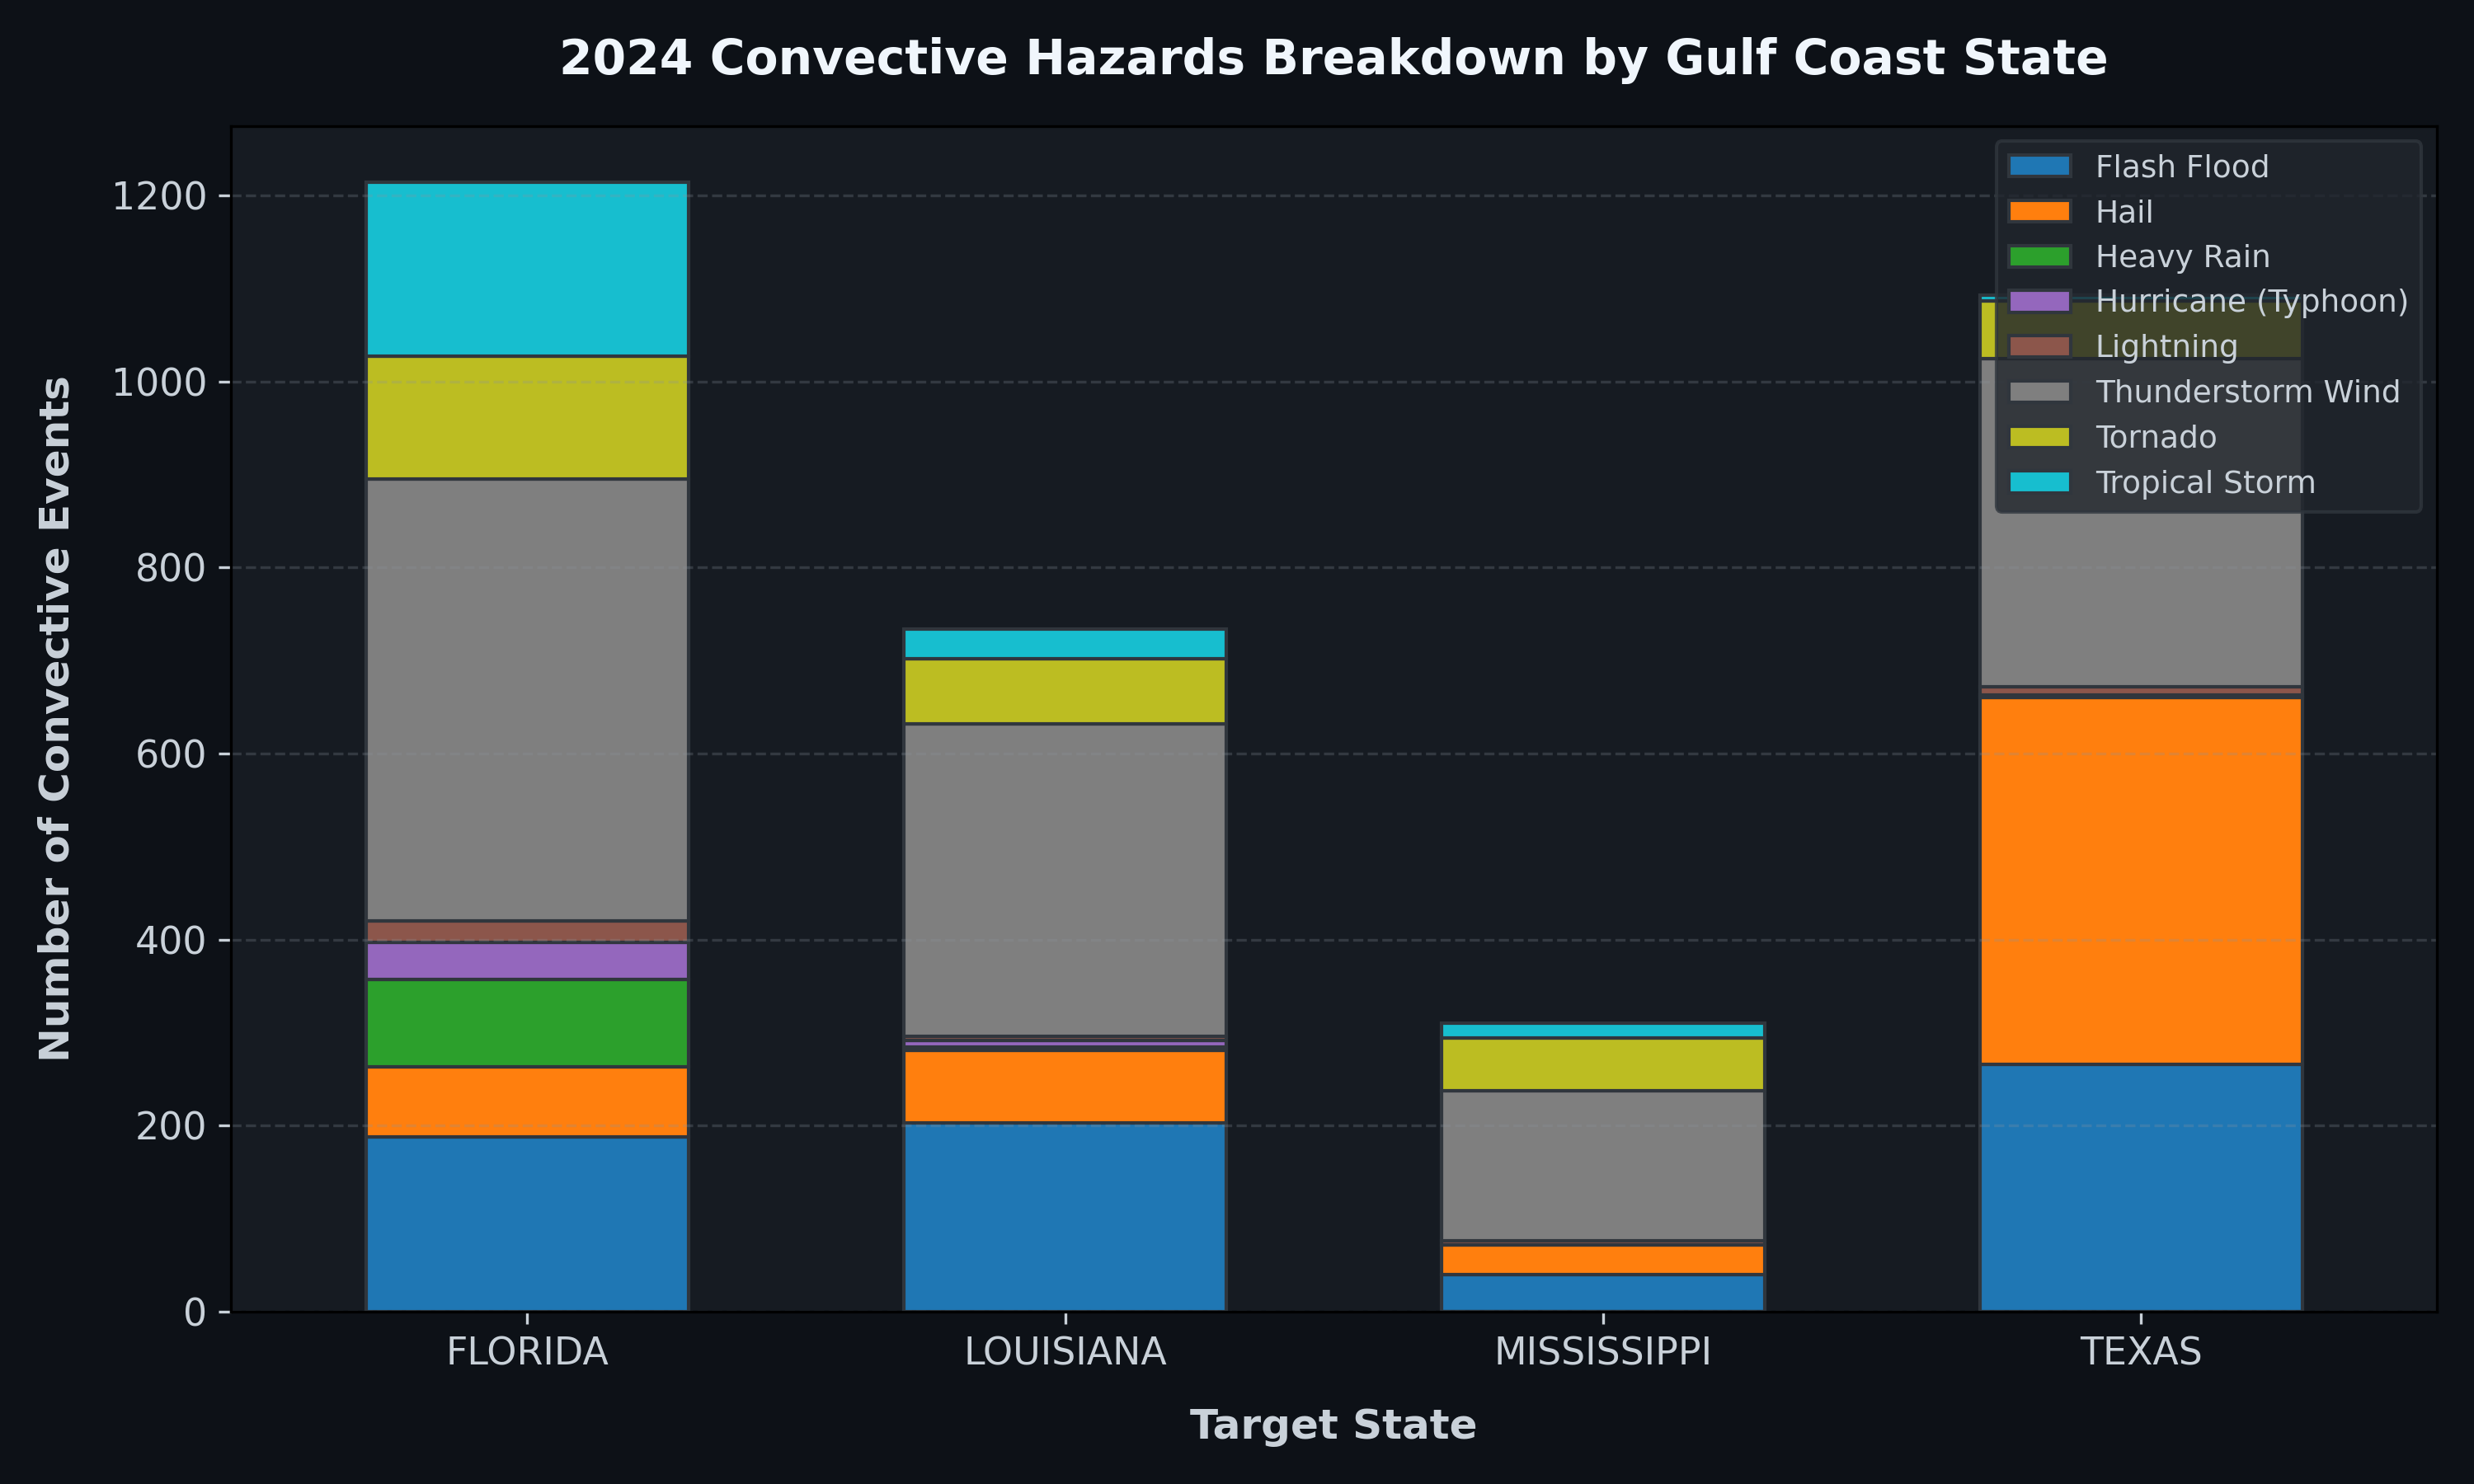 2024 Convective Hazards Breakdown by Gulf Coast State
Number of Convective Events
1200
1000
800
600
400
200
0
Flash Flood
Hail
Heavy Rain
Hurricane (Typhoon)
Lightning
Thunderstorm Wind
Tornado
Tropical Storm
FLORIDA
LOUISIANA
MISSISSIPPI
TEXAS
Target State